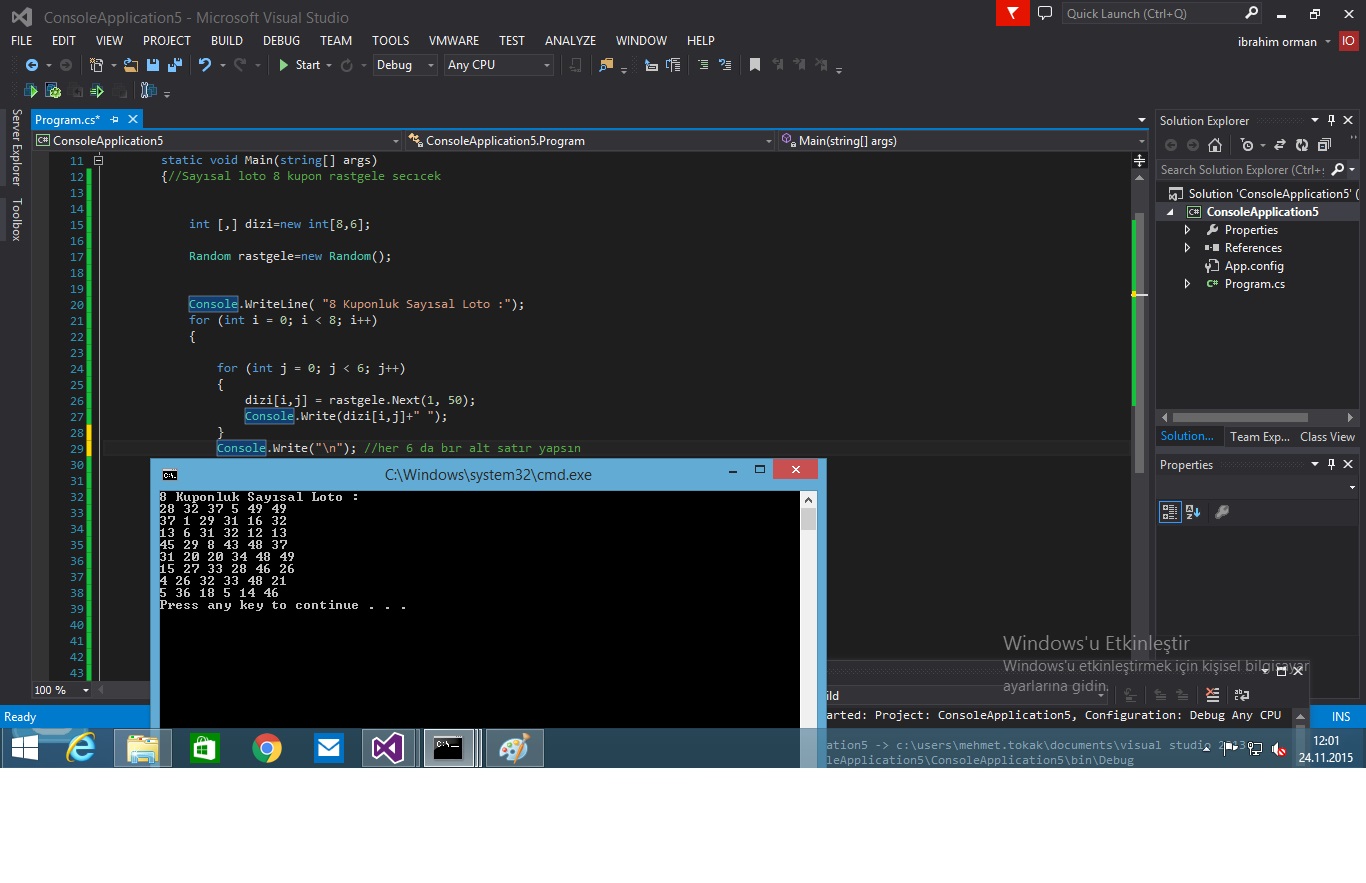 ConsoleApplication5 - Microsoft Visual Studio
Quick Launch (Ctrl+Q)
FILE EDIT VIEW PROJECT BUILD DEBUG TEAM TOOLS VMWARE TEST ANALYZE WINDOW HELP
ibrahim orman IO
Start Debug Any CPU
Server Explorer
Toolbox
Program.cs*
ConsoleApplication5 ConsoleApplication5.Program Main(string[] args)
11 static void Main(string[] args)
12 {//Sayısal loto 8 kupon rastgele secıcek
13
14
15 int [,] dizi=new int[8,6];
16
17 Random rastgele=new Random();
18
19
20 Console.WriteLine( "8 Kuponluk Sayısal Loto :");
21 for (int i = 0; i < 8; i++)
22 {
23
24 for (int j = 0; j < 6; j++)
25 {
26 dizi[i,j] = rastgele.Next(1, 50);
27 Console.Write(dizi[i,j]+" ");
28 }
29 Console.Write("\n"); //her 6 da bır alt satır yapsın
30
31
32
33
34
35
36
37
38
39
40
41
42
43
100 %
C:\Windows\system32\cmd.exe
8 Kuponluk Sayısal Loto :
28 32 37 5 49 49
37 1 29 31 16 32
13 6 31 32 12 13
45 29 8 43 48 37
31 20 20 34 48 49
15 27 33 28 46 26
4 26 32 33 48 21
5 36 18 5 14 46
Press any key to continue . . .
Solution Explorer
Search Solution Explorer (Ctrl+;
Solution 'ConsoleApplication5' (
ConsoleApplication5
Properties
References
App.config
C# Program.cs
Solution... Team Exp... Class View
Properties
Windows'u Etkinleştir
Windows'u etkinleştirmek için kişisel bilgisayar
ayarlarına gidin.
ild
arted: Project: ConsoleApplication5, Configuration: Debug Any CPU
ation5 -> c:\users\mehmet.tokak\documents\visual studio 2013
leApplication5\ConsoleApplication5\bin\Debug
Ready
INS
12:01
24.11.2015